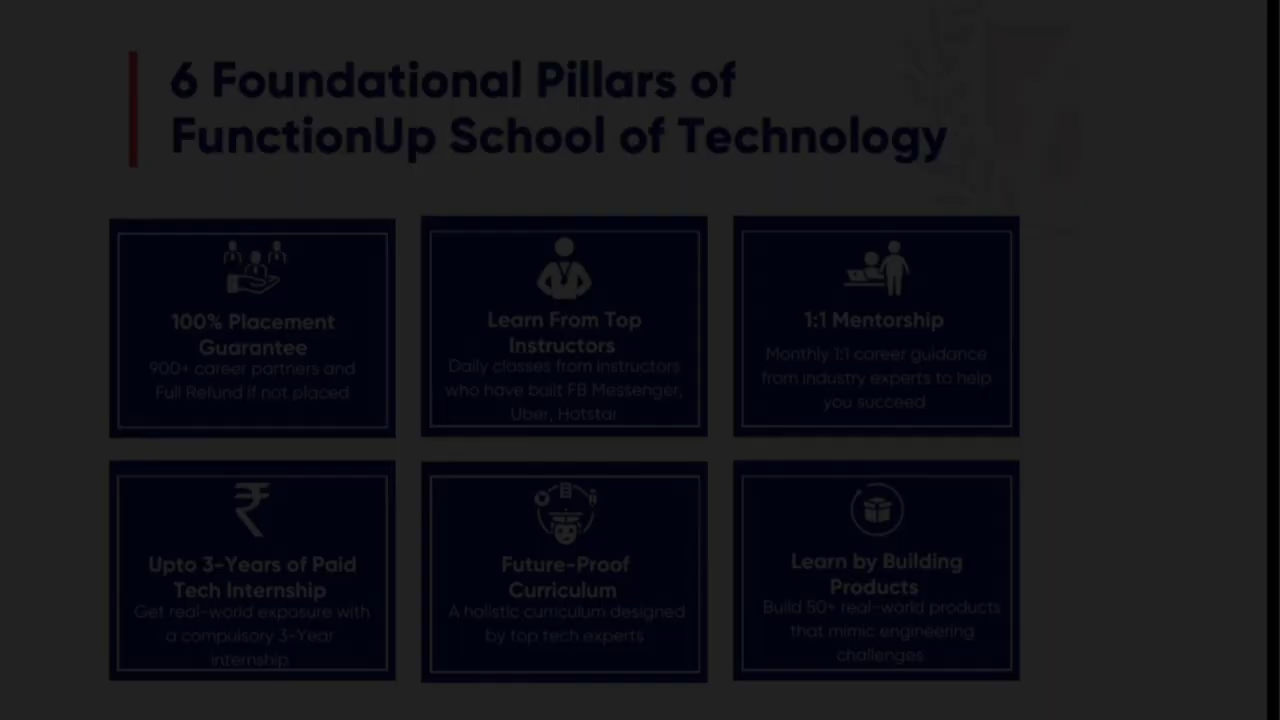 6 Foundational Pillars of
FunctionUp School of Technology
100% Placement
Guarantee
900+ career partners and
Full Refund if not placed
Learn From Top
Instructors
Daily classes from instructors
who have built FB Messenger,
Uber, Hotstar
1:1 Mentorship
Monthly 1:1 career guidance
from industry experts to help
you succeed
₹
Upto 3-Years of Paid
Tech Internship
Get real-world exposure with
a compulsory 3-Year
internship
Future-Proof
Curriculum
A holistic curriculum designed
by top tech experts
Learn by Building
Products
Build 50+ real-world products
that mimic engineering
challenges